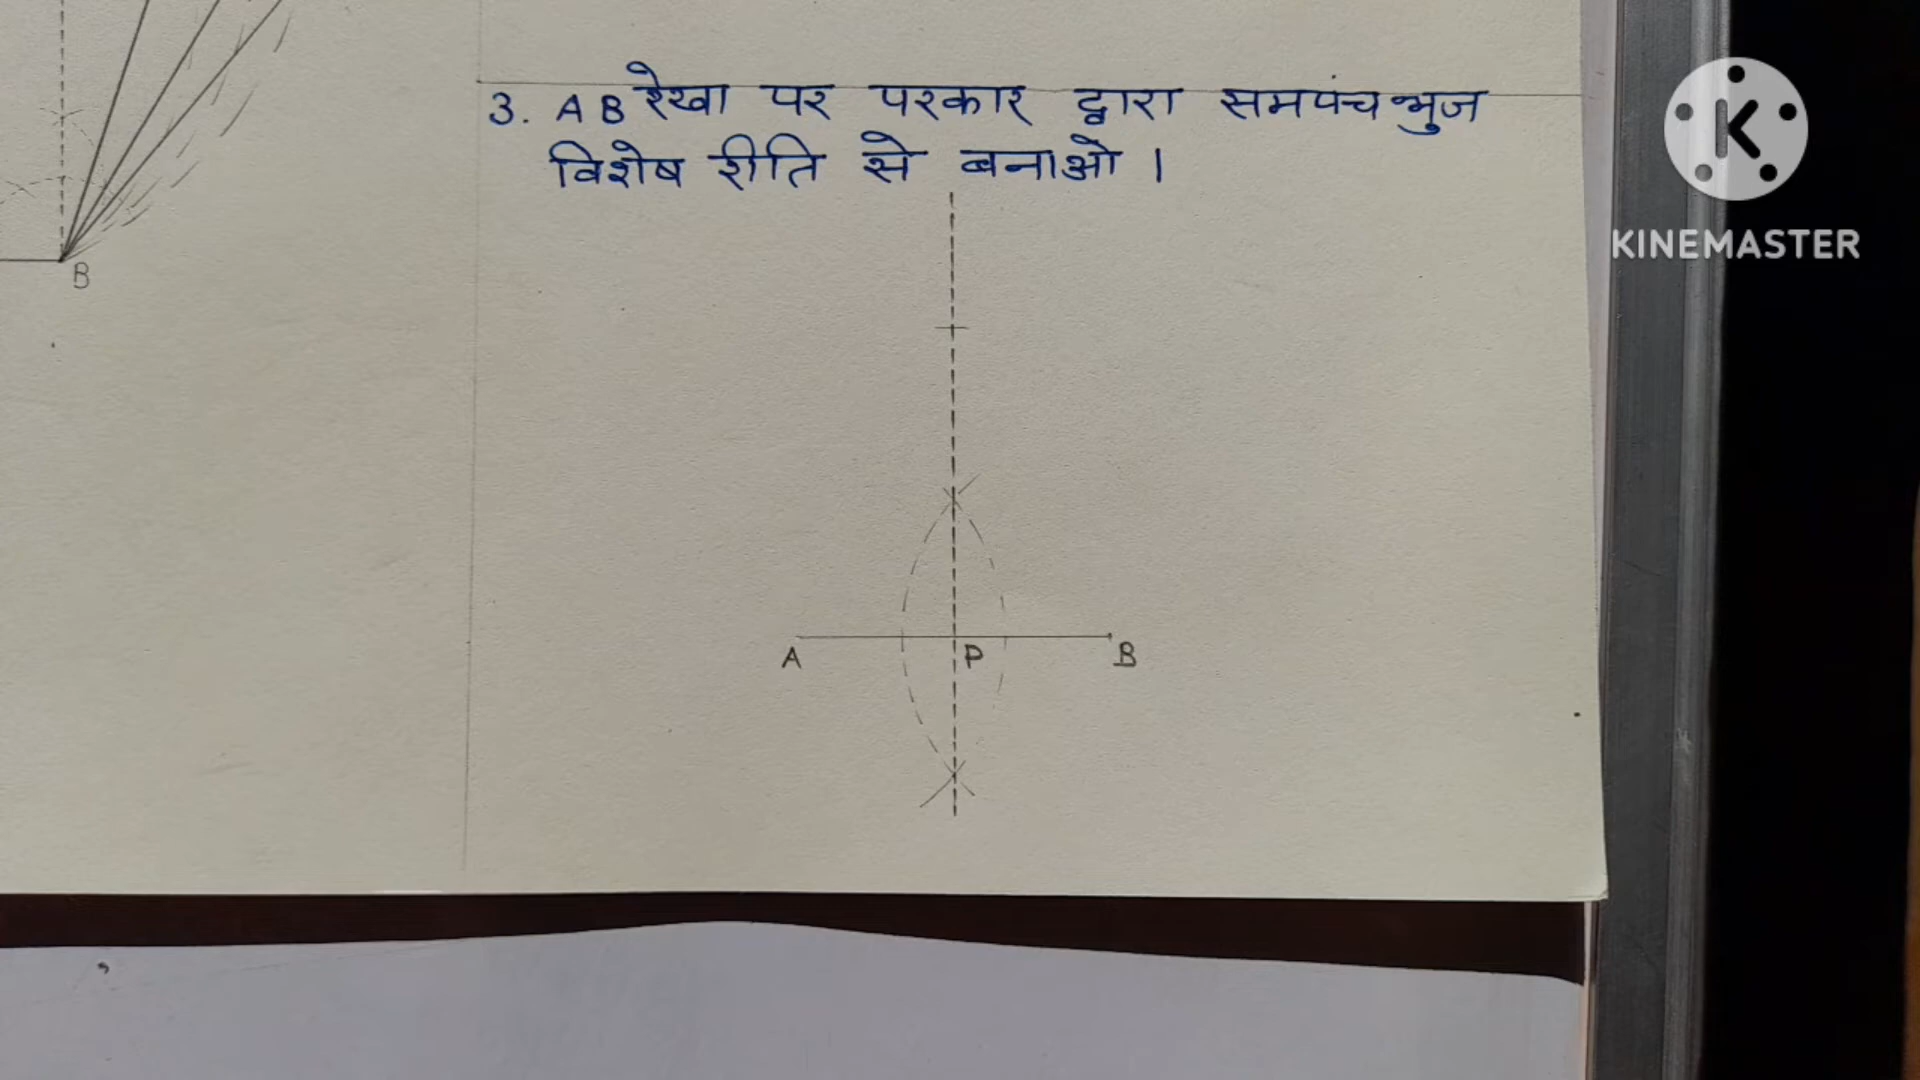 3. AB रेखा पर परकार द्वारा समपंचभुज
विशेष रीति से बनाओ ।
B
A P B
K
KINEMASTER